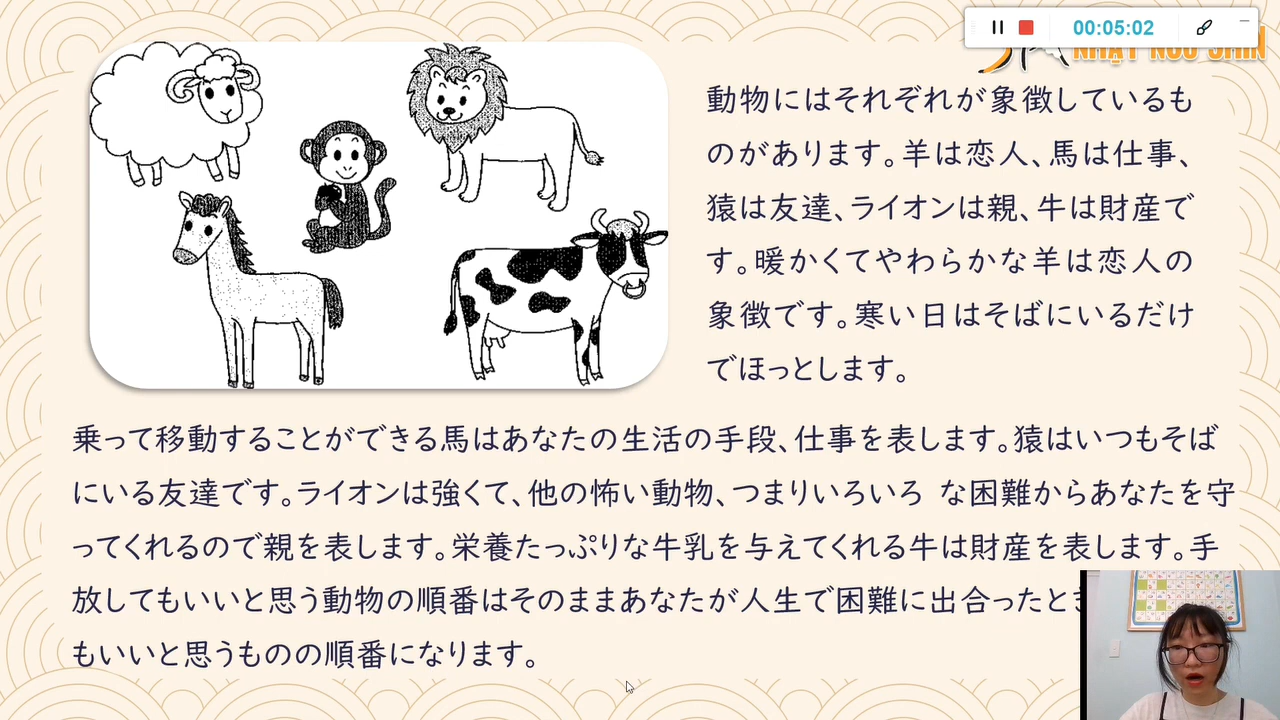 00:05:02
NHẬT NGỮ SHIN
動物にはそれぞれが象徴しているも
のがあります。羊は恋人、馬は仕事、
猿は友達、ライオンは親、牛は財産で
す。暖かくてやわらかな羊は恋人の
象徴です。寒い日はそばにいるだけ
でほっとします。
乗って移動することができる馬はあなたの生活の手段、仕事を表します。猿はいつもそば
にいる友達です。ライオンは強くて、他の怖い動物、つまりいろいろ な困難からあなたを守
ってくれるので親を表します。栄養たっぷりな牛乳を与えてくれる牛は財産を表します。手
放してもいいと思う動物の順番はそのままあなたが人生で困難に出合ったと
もいいと思うものの順番になります。